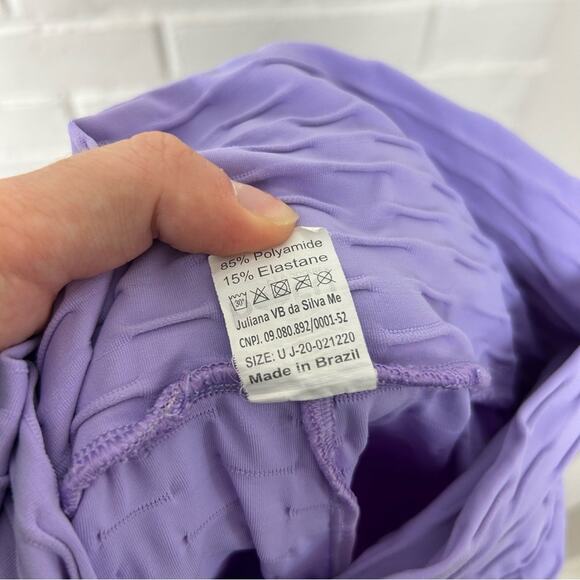 85% Polyamide
15% Elastane
30°
Juliana VB da Silva Me
CNPJ. 09.080.892/0001-52
SIZE: U J-20-021220
Made in Brazil